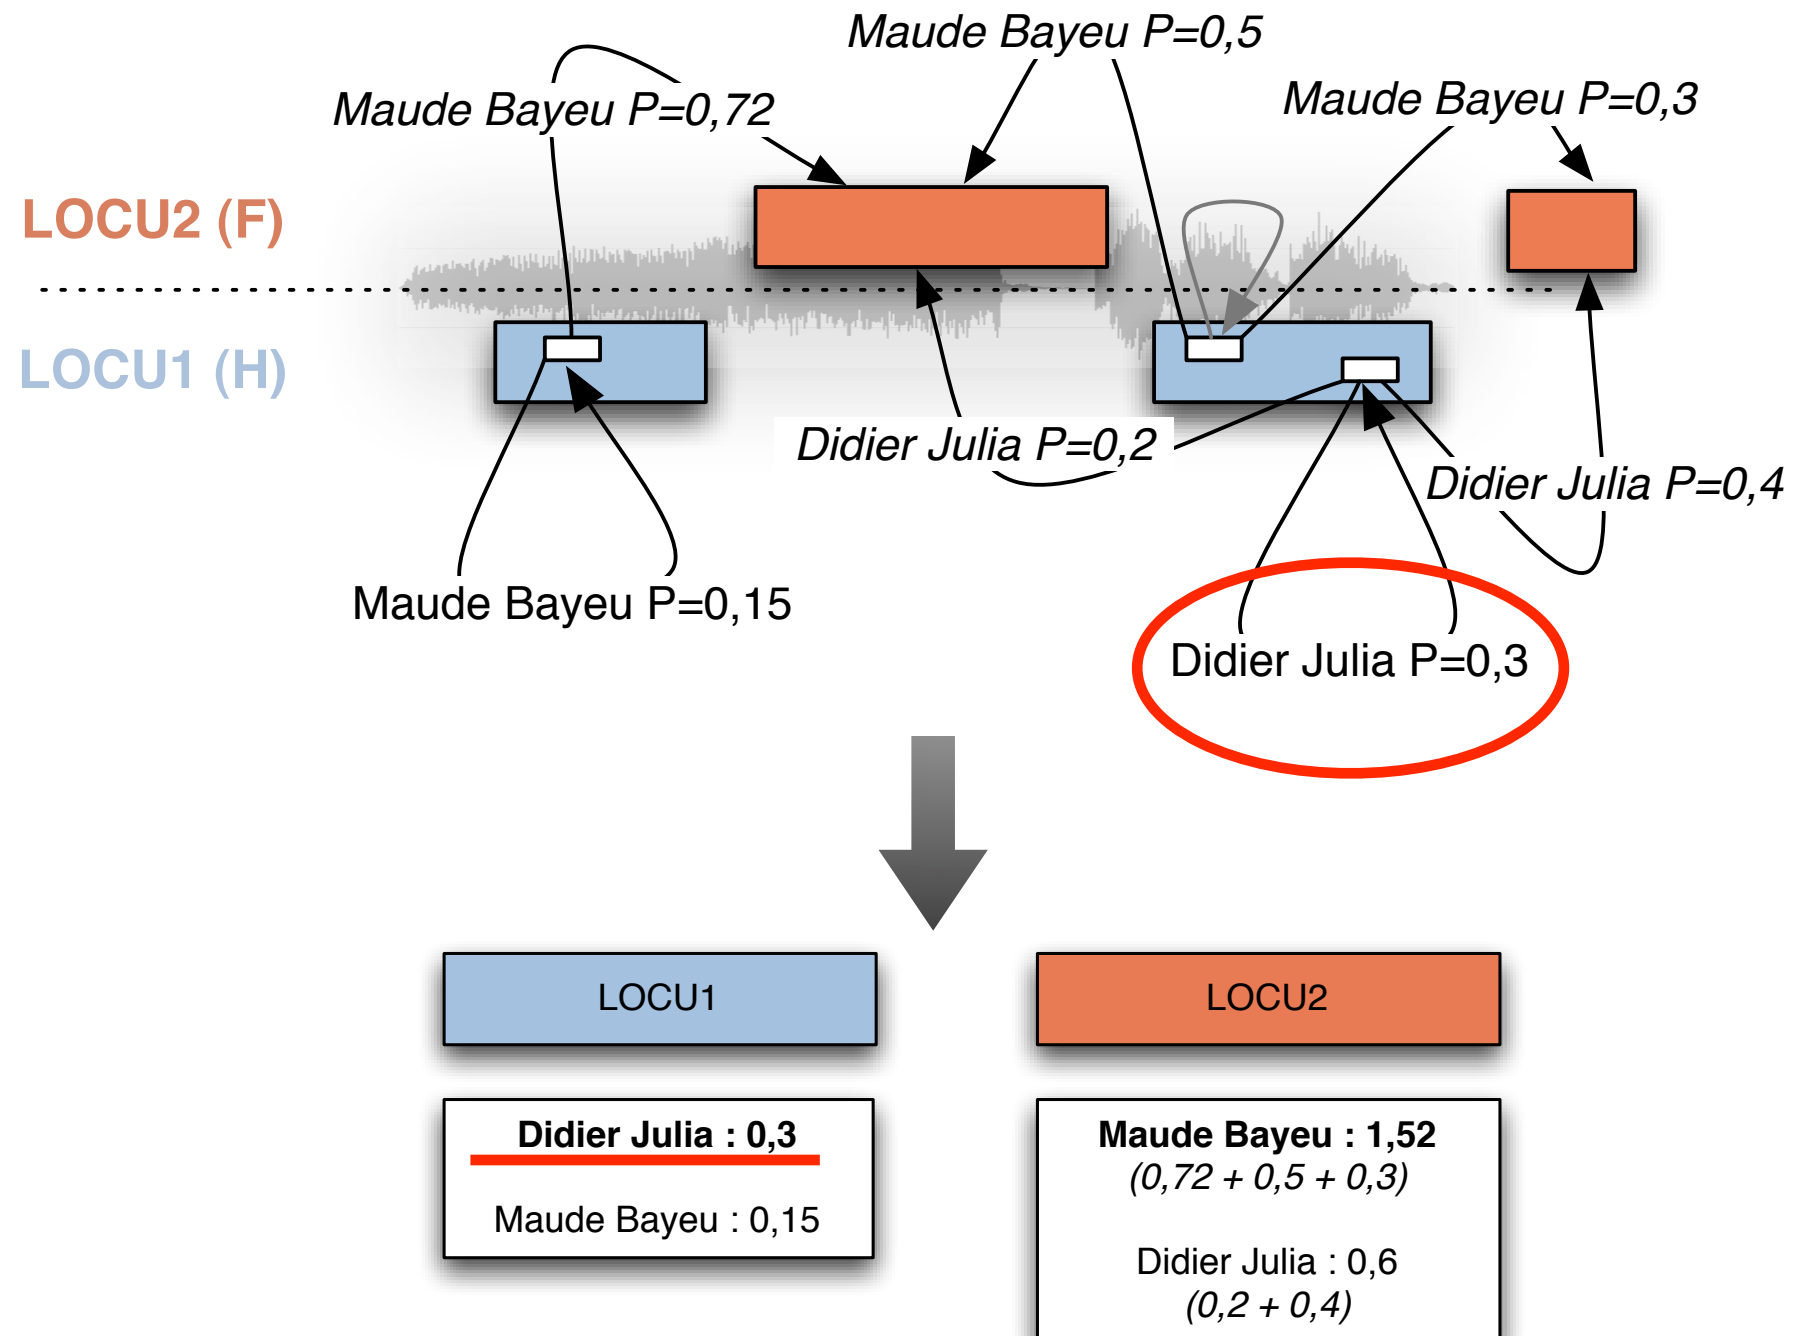 Maude Bayeu P=0,5
Maude Bayeu P=0,72
Maude Bayeu P=0,3
LOCU2 (F)
LOCU1 (H)
Didier Julia P=0,2
Didier Julia P=0,4
Maude Bayeu P=0,15
Didier Julia P=0,3
LOCU1
Didier Julia : 0,3
Maude Bayeu : 0,15
LOCU2
Maude Bayeu : 1,52
(0,72 + 0,5 + 0,3)
Didier Julia : 0,6
(0,2 + 0,4)